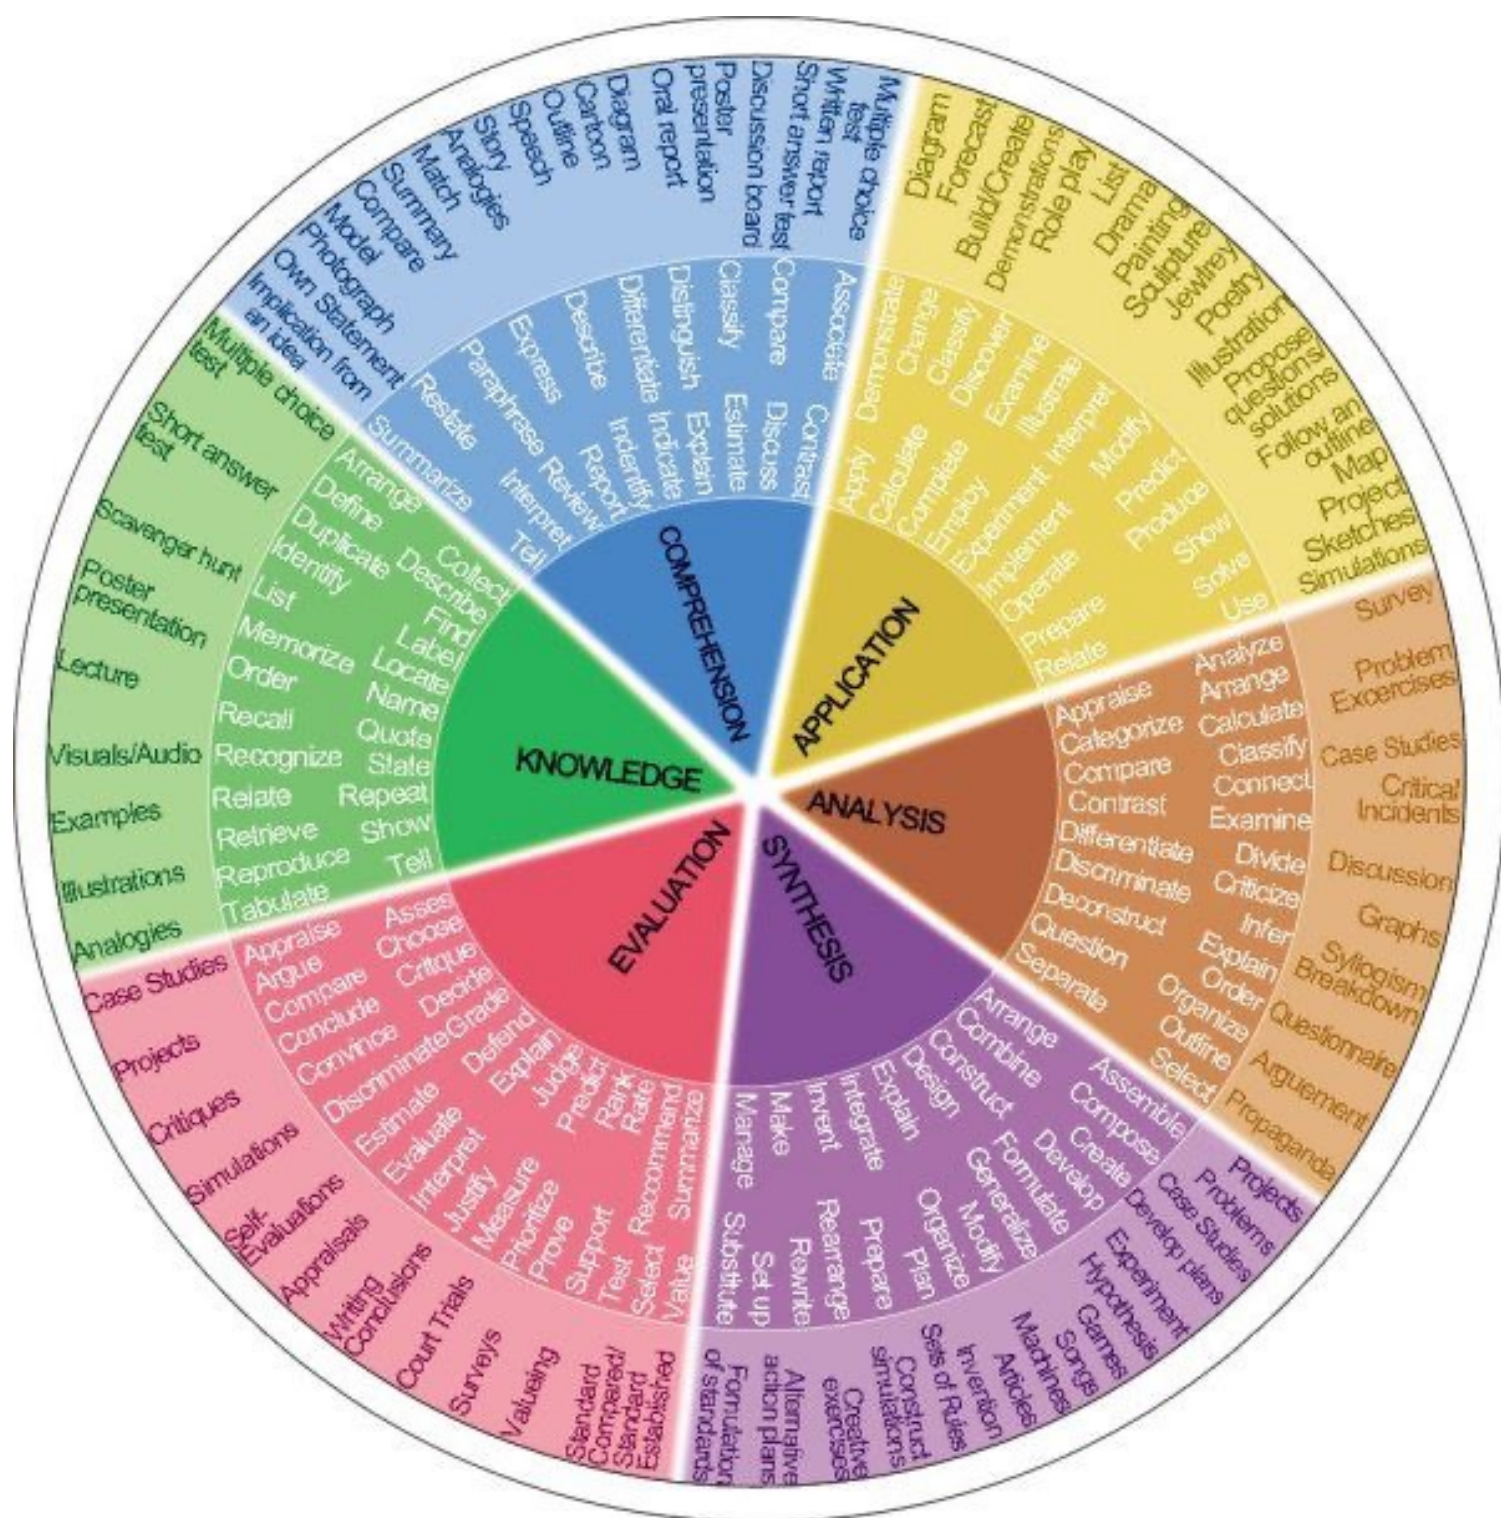 KNOWLEDGE
Arrange
Define
Duplicate
Identify
List
Memorize
Order
Recall
Recognize
Relate
Retrieve
Reproduce
Tabulate
Collect
Describe
Find
Label
Locate
Name
Quote
State
Repeat
Show
Tell
Multiple choice
test
Short answer
test
Scavenger hunt
Poster
presentation
Lecture
Visuals/Audio
Examples
Illustrations
Analogies
COMPREHENSION
Summarize
Restate
Paraphrase
Express
Describe
Differentiate
Distinguish
Classify
Compare
Associate
Tell
Interpret
Review
Report
Indentify
Indicate
Explain
Estimate
Discuss
Contrast
Implication from
an idea
Own Statement
Photograph
Model
Compare
Summary
Match
Analogies
Story
Speech
Outline
Cartoon
Diagram
Oral report
Poster
presentation
Discussion board
Short answer test
Written report
Multiple choice
test
APPLICATION
Demonstrate
Change
Classify
Discover
Examine
Illustrate
Interpret
Modify
Predict
Produce
Show
Solve
Use
Apply
Calculate
Complete
Employ
Experiment
Implement
Operate
Prepare
Relate
Diagram
Forecast
Build/Create
Demonstrations
Role play
List
Drama
Painting
Sculpture
Jewlrey
Poetry
Illustration
Propose
questions/
solutions
Follow an
outline
Map
Project
Sketches
Simulations
ANALYSIS
Analyze
Arrange
Calculate
Classify
Connect
Examine
Divide
Criticize
Infer
Explain
Order
Organize
Outline
Select
Appraise
Categorize
Compare
Contrast
Differentiate
Discriminate
Deconstruct
Question
Separate
Survey
Problem
Excercises
Case Studies
Critical
Incidents
Discussion
Graphs
Syllogism
Breakdown
Questionnaire
Arguement
Propaganda
SYNTHESIS
Arrange
Combine
Construct
Design
Explain
Integrate
Invent
Make
Manage
Assemble
Compose
Create
Develop
Formulate
Generalize
Modify
Organize
Plan
Prepare
Rearrange
Rewrite
Set up
Substitute
Projects
Problems
Case Studies
Develop plans
Experiment
Hypothesis
Games
Songs
Machines
Articles
Invention
Sets of Rules
Construct
simulations
Creative
exercises
Alternative
action plans
Formulation
of standards
EVALUATION
Appraise
Argue
Compare
Conclude
Convince
Discriminate
Estimate
Evaluate
Interpret
Justify
Measure
Prioritize
Prove
Support
Test
Select
Value
Asses
Choose
Critique
Decide
Grade
Defend
Explain
Judge
Predict
Rank
Rate
Reccommend
Summarize
Case Studies
Projects
Critiques
Simulations
Self-
Evaluations
Appraisals
Writing
Conclusions
Court Trials
Surveys
Valueing
Standard
Compared/
Standard
Established